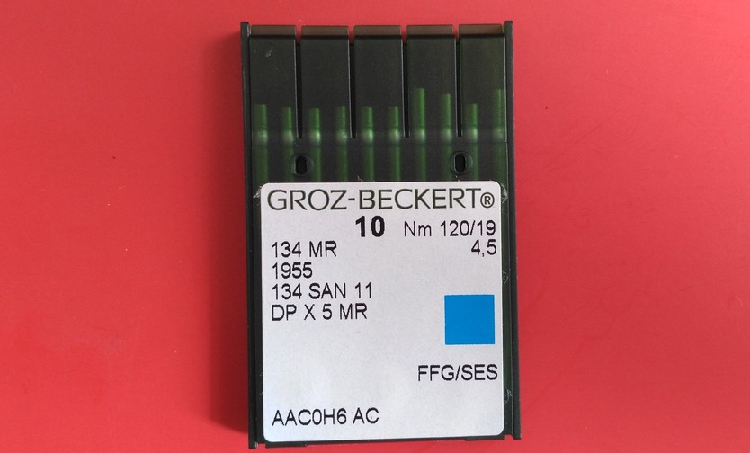 GROZ-BECKERT®
10 Nm 120/19
134 MR 4,5
1955
134 SAN 11
DP X 5 MR
FFG/SES
AAC0H6 AC